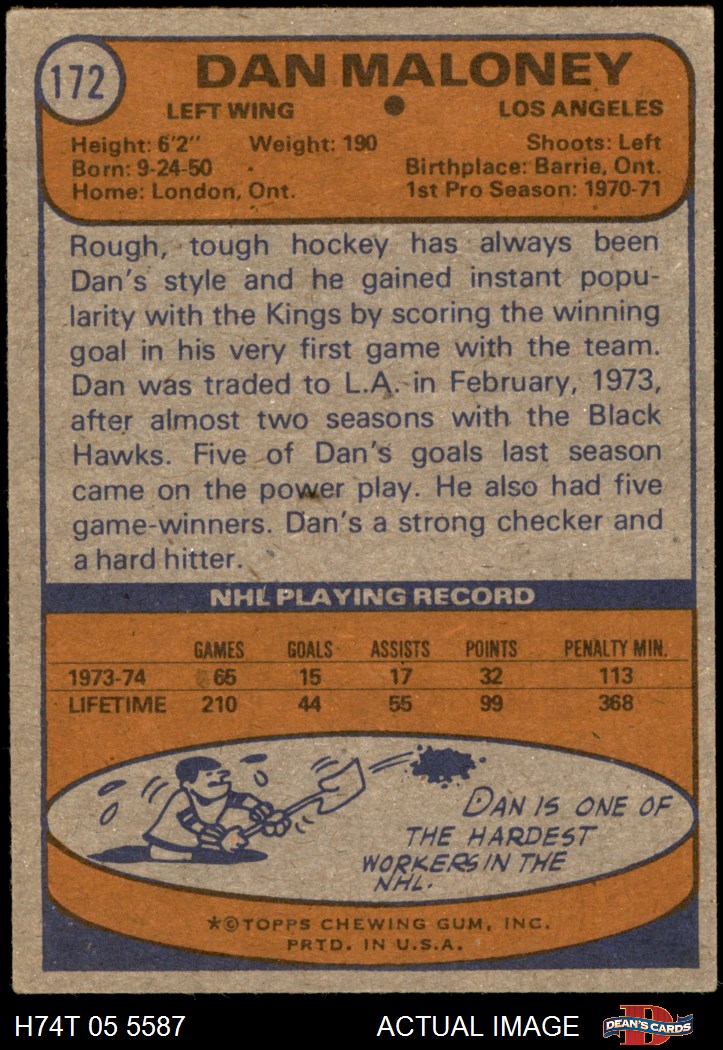 172
DAN MALONEY
LEFT WING ● LOS ANGELES
Height: 6'2" Weight: 190 Shoots: Left
Born: 9-24-50 Birthplace: Barrie, Ont.
Home: London, Ont. 1st Pro Season: 1970-71
Rough, tough hockey has always been
Dan's style and he gained instant popu-
larity with the Kings by scoring the winning
goal in his very first game with the team.
Dan was traded to L.A. in February, 1973,
after almost two seasons with the Black
Hawks. Five of Dan's goals last season
came on the power play. He also had five
game-winners. Dan's a strong checker and
a hard hitter.
NHL PLAYING RECORD
GAMES GOALS ASSISTS POINTS PENALTY MIN.
1973-74 65 15 17 32 113
LIFETIME 210 44 55 99 368
DAN IS ONE OF
THE HARDEST
WORKERS IN THE
NHL.
*©TOPPS CHEWING GUM, INC.
PRTD. IN U.S.A.
H74T 05 5587 ACTUAL IMAGE D DEAN'S CARDS